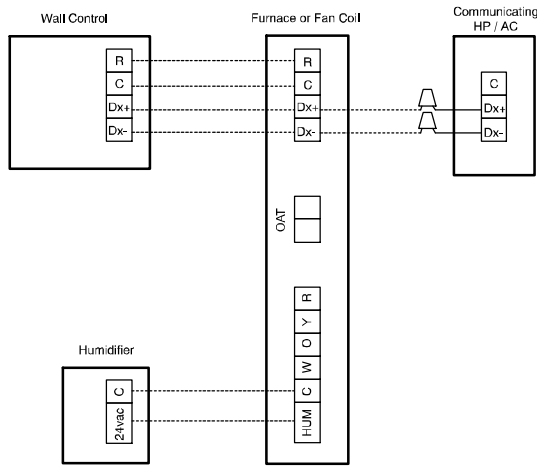 Wall Control
Furnace or Fan Coil
Communicating
HP / AC
R
C
Dx+
Dx-
R
C
Dx+
Dx-
C
Dx+
Dx-
OAT
R
Y
O
W
C
HUM
Humidifier
C
24vac